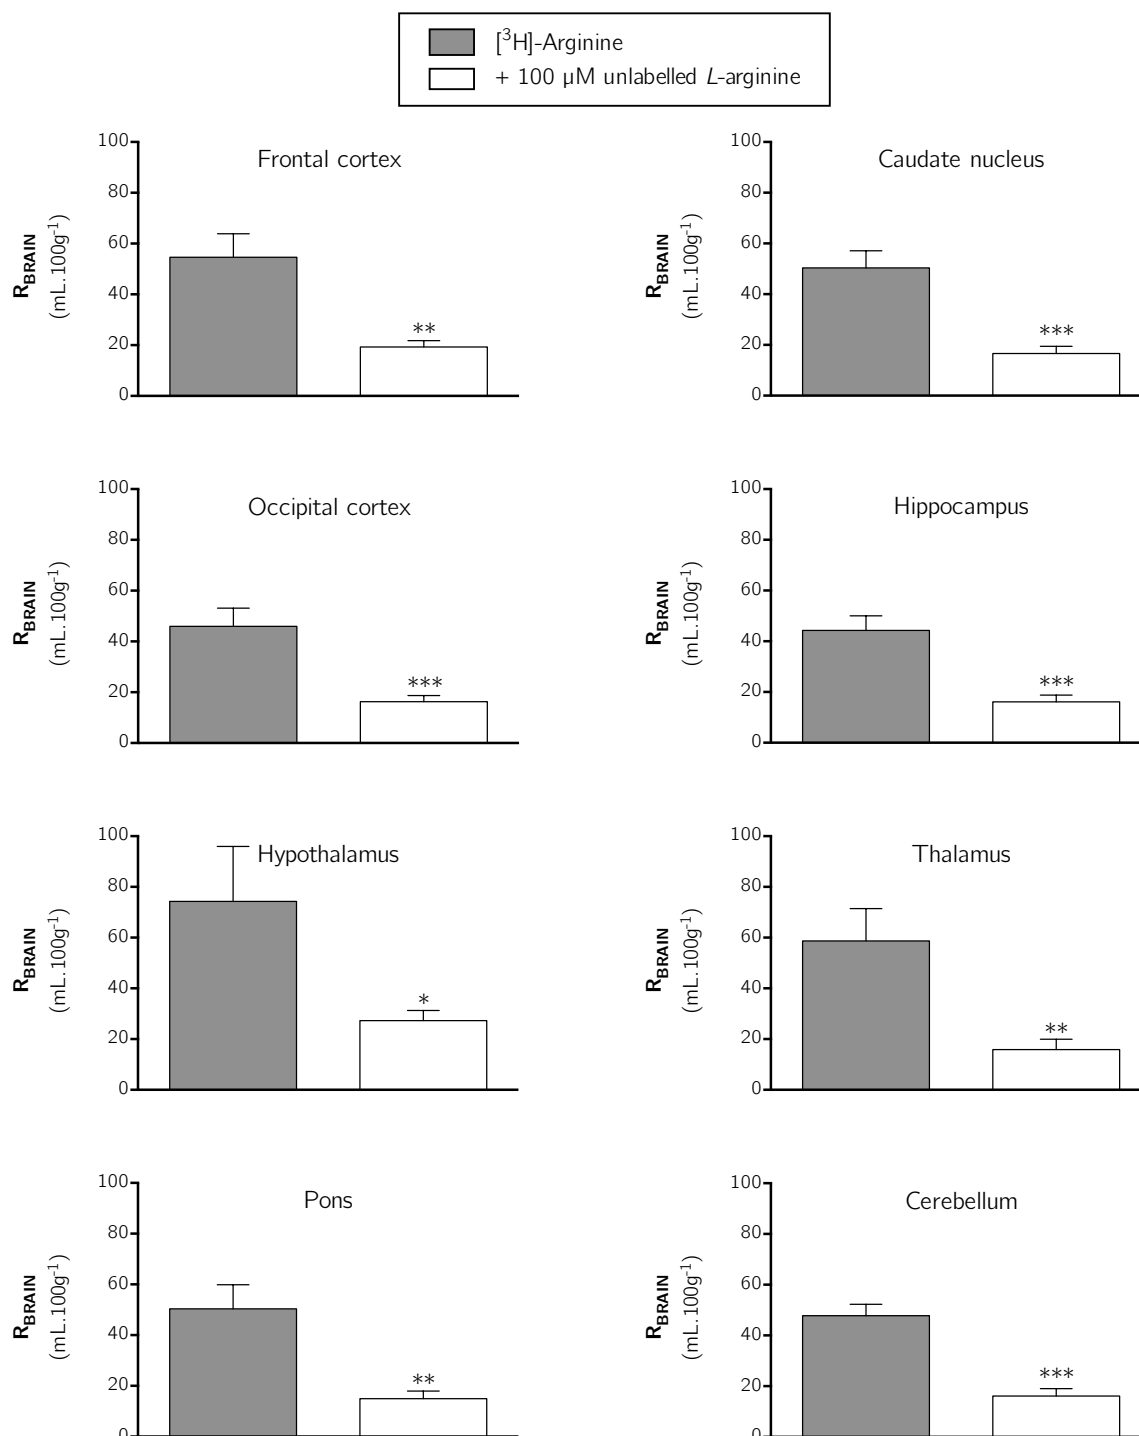 [³H]-Arginine
+ 100 µM unlabelled L-arginine
Frontal cortex
R_BRAIN
(mL.100g⁻¹)
100
80
60
40
20
0
**
Caudate nucleus
R_BRAIN
(mL.100g⁻¹)
100
80
60
40
20
0
***
Occipital cortex
R_BRAIN
(mL.100g⁻¹)
100
80
60
40
20
0
***
Hippocampus
R_BRAIN
(mL.100g⁻¹)
100
80
60
40
20
0
***
Hypothalamus
R_BRAIN
(mL.100g⁻¹)
100
80
60
40
20
0
*
Thalamus
R_BRAIN
(mL.100g⁻¹)
100
80
60
40
20
0
**
Pons
R_BRAIN
(mL.100g⁻¹)
100
80
60
40
20
0
**
Cerebellum
R_BRAIN
(mL.100g⁻¹)
100
80
60
40
20
0
***